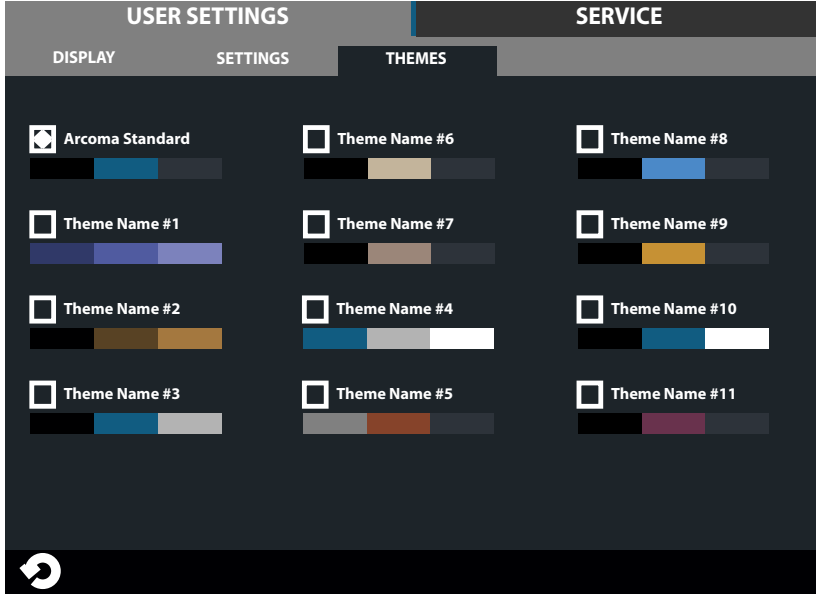 USER SETTINGS
SERVICE
DISPLAY
SETTINGS
THEMES
Arcoma Standard
Theme Name #6
Theme Name #8
Theme Name #1
Theme Name #7
Theme Name #9
Theme Name #2
Theme Name #4
Theme Name #10
Theme Name #3
Theme Name #5
Theme Name #11